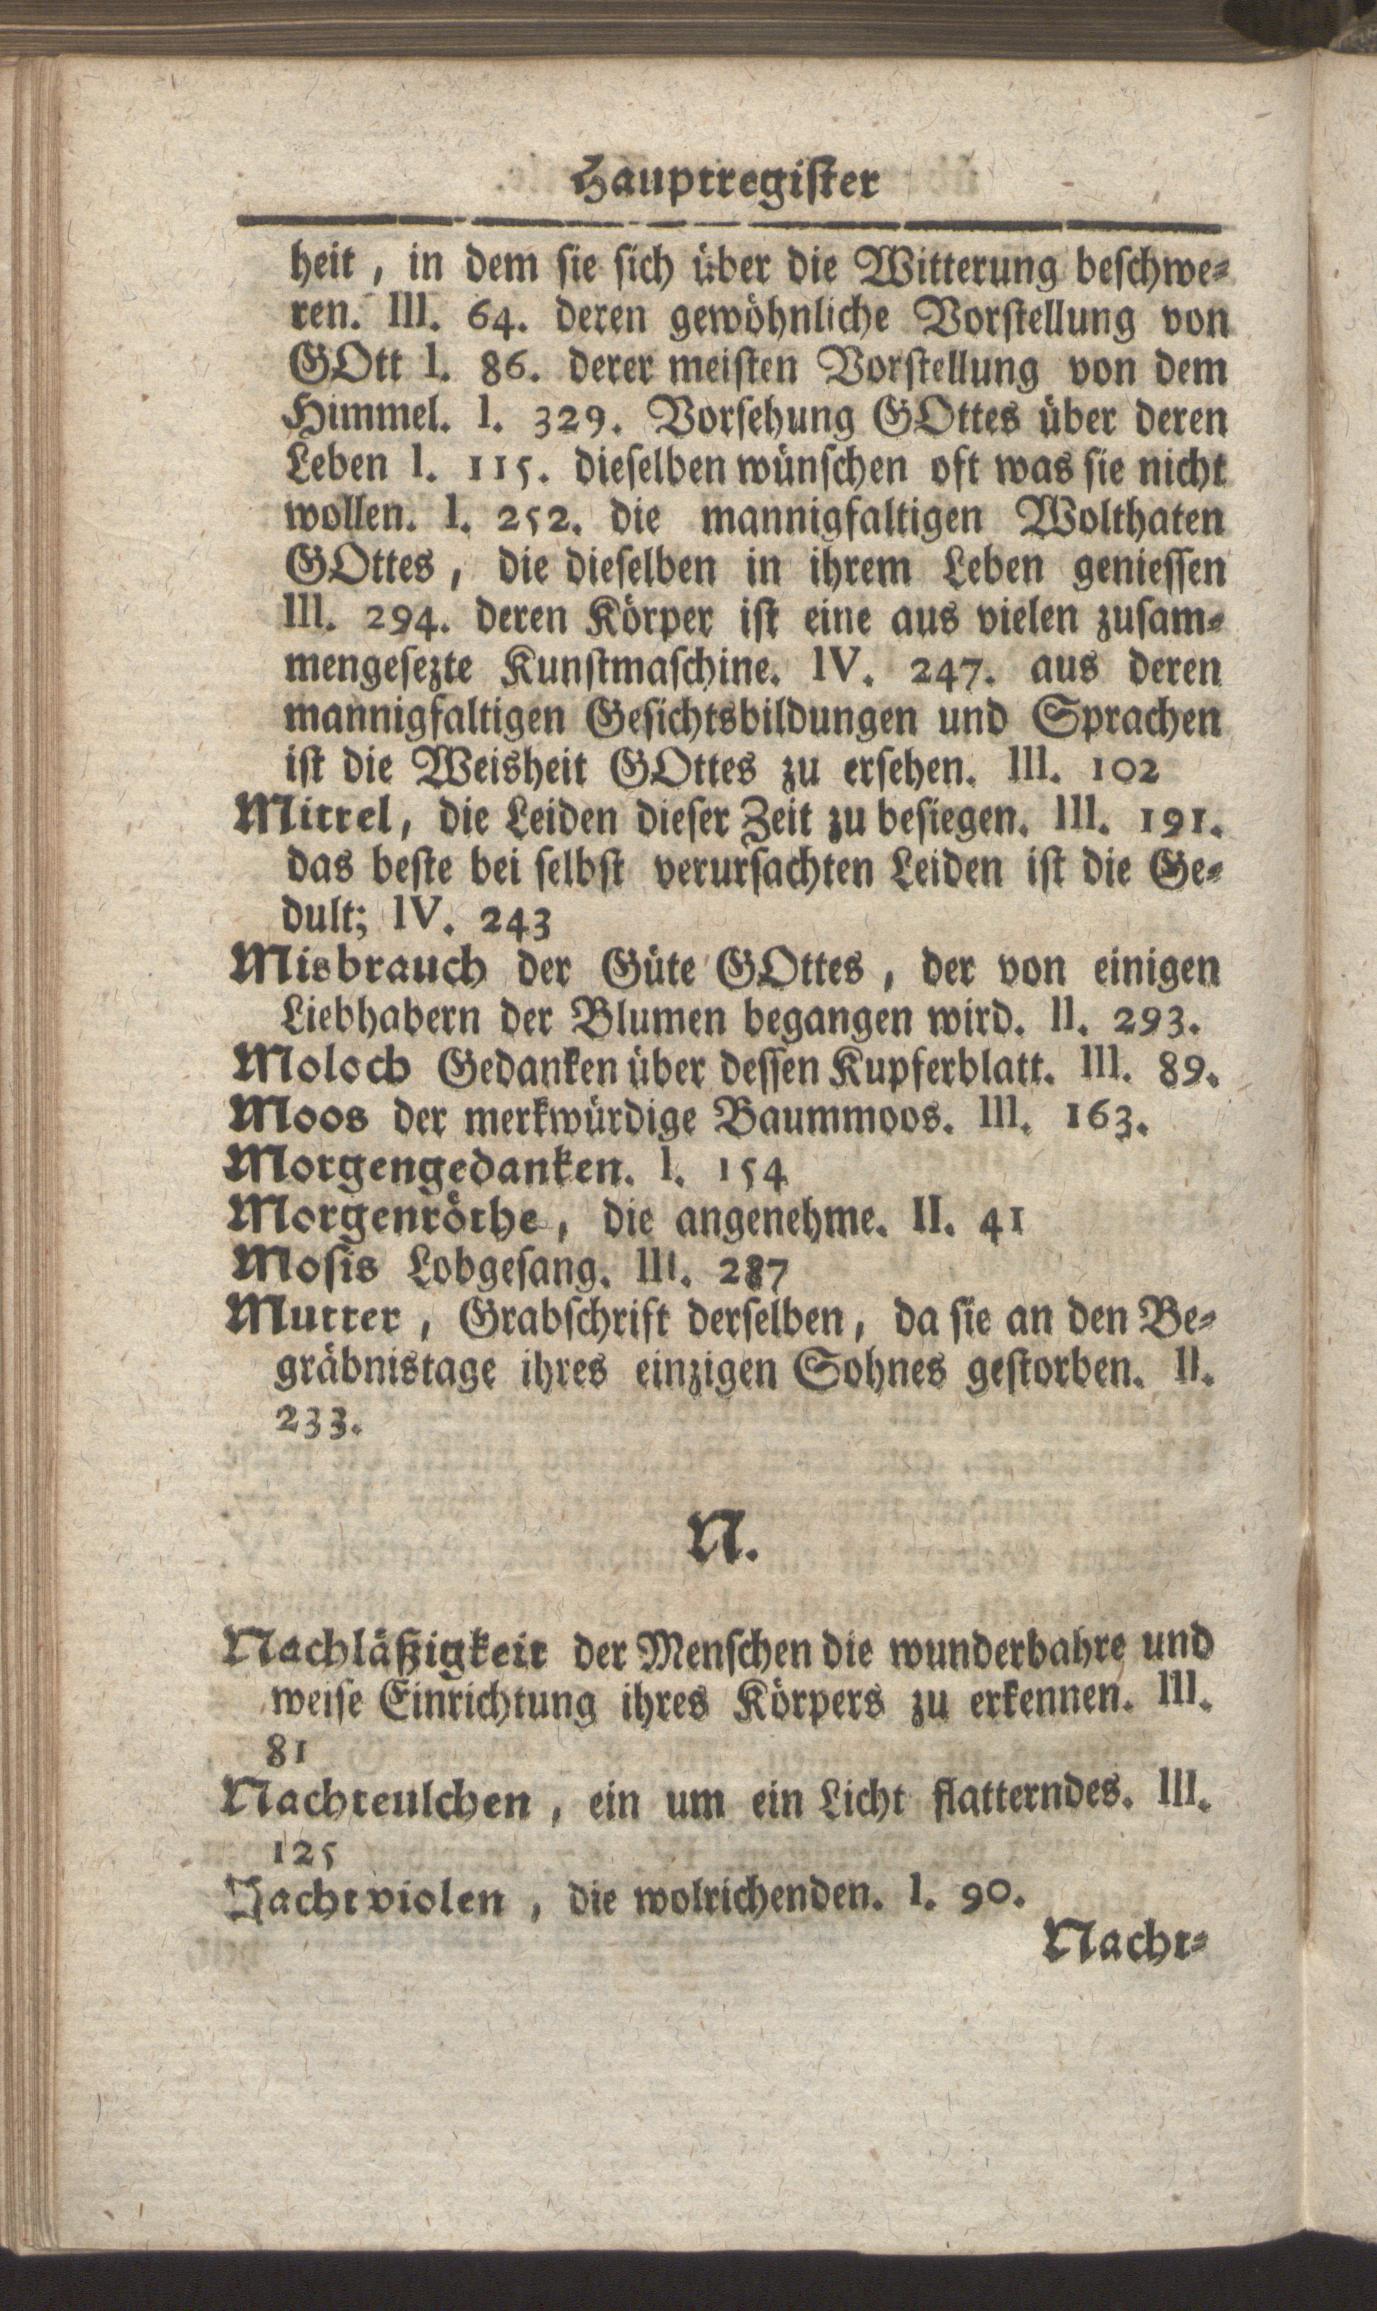 Hauptregister
heit, in dem sie sich über die Witterung beschwe-
ren. III. 64. deren gewöhnliche Vorstellung von
GOtt I. 86. derer meisten Vorstellung von dem
Himmel. I. 329. Vorsehung GOttes über deren
Leben I. 115. dieselben wünschen oft was sie nicht
wollen. I. 252. die mannigfaltigen Wolthaten
GOttes, die dieselben in ihrem Leben geniessen
III. 294. deren Körper ist eine aus vielen zusam-
mengesezte Kunstmaschine. IV. 247. aus deren
mannigfaltigen Gesichtsbildungen und Sprachen
ist die Weisheit GOttes zu ersehen. III. 102
Mittel, die Leiden dieser Zeit zu besiegen. III. 191.
das beste bei selbst verursachten Leiden ist die Ge-
dult; IV. 243
Misbrauch der Güte GOttes, der von einigen
Liebhabern der Blumen begangen wird. II. 293.
Moloch Gedanken über dessen Kupferblatt. III. 89.
Moos der merkwürdige Baummoos. III. 163.
Morgengedanken. I. 154
Morgenröthe, die angenehme. II. 41
Mosis Lobgesang. III. 287
Mutter, Grabschrift derselben, da sie an den Be-
gräbnistage ihres einzigen Sohnes gestorben. II.
233.
N.
Nachläßigkeit der Menschen die wunderbahre und
weise Einrichtung ihres Körpers zu erkennen. III.
81
Nachteulchen, ein um ein Licht flatterndes. III.
125
Nachtviolen, die wolrichenden. I. 90.
Nacht-